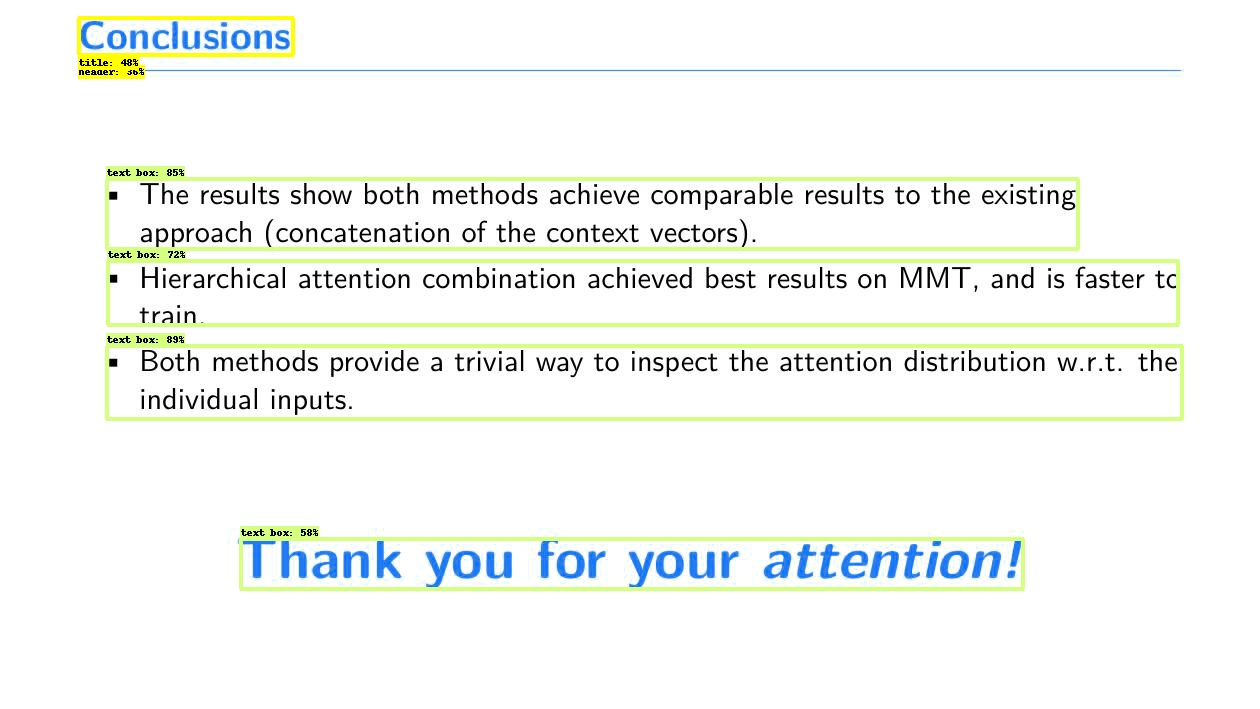 Conclusions
title: 48%
header: 36%
text box: 85%
▪ The results show both methods achieve comparable results to the existing
approach (concatenation of the context vectors).
text box: 72%
▪ Hierarchical attention combination achieved best results on MMT, and is faster to
train.
text box: 89%
▪ Both methods provide a trivial way to inspect the attention distribution w.r.t. the
individual inputs.
text box: 58%
Thank you for your attention!